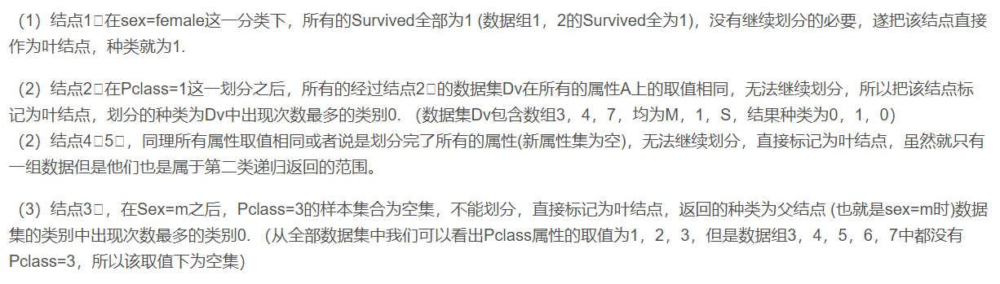 （1）结点1▯在sex=female这一分类下，所有的Survived全部为1 (数据组1，2的Survived全为1)，没有继续划分的必要，遂把该结点直接
作为叶结点，种类就为1.
（2）结点2▯在Pclass=1这一划分之后，所有的经过结点2▯的数据集Dv在所有的属性A上的取值相同，无法继续划分，所以把该结点标
记为叶结点，划分的种类为Dv中出现次数最多的类别0.（数据集Dv包含数组3，4，7，均为M，1，S，结果种类为0，1，0）
（2）结点4▯5▯，同理所有属性取值相同或者说是划分完了所有的属性(新属性集为空)，无法继续划分，直接标记为叶结点，虽然就只有
一组数据但是他们也是属于第二类递归返回的范围。
（3）结点3▯，在Sex=m之后，Pclass=3的样本集合为空集，不能划分，直接标记为叶结点，返回的种类为父结点 (也就是sex=m时)数据
集的类别中出现次数最多的类别0.（从全部数据集中我们可以看出Pclass属性的取值为1，2，3，但是数据组3，4，5，6，7中都没有
Pclass=3，所以该取值下为空集）